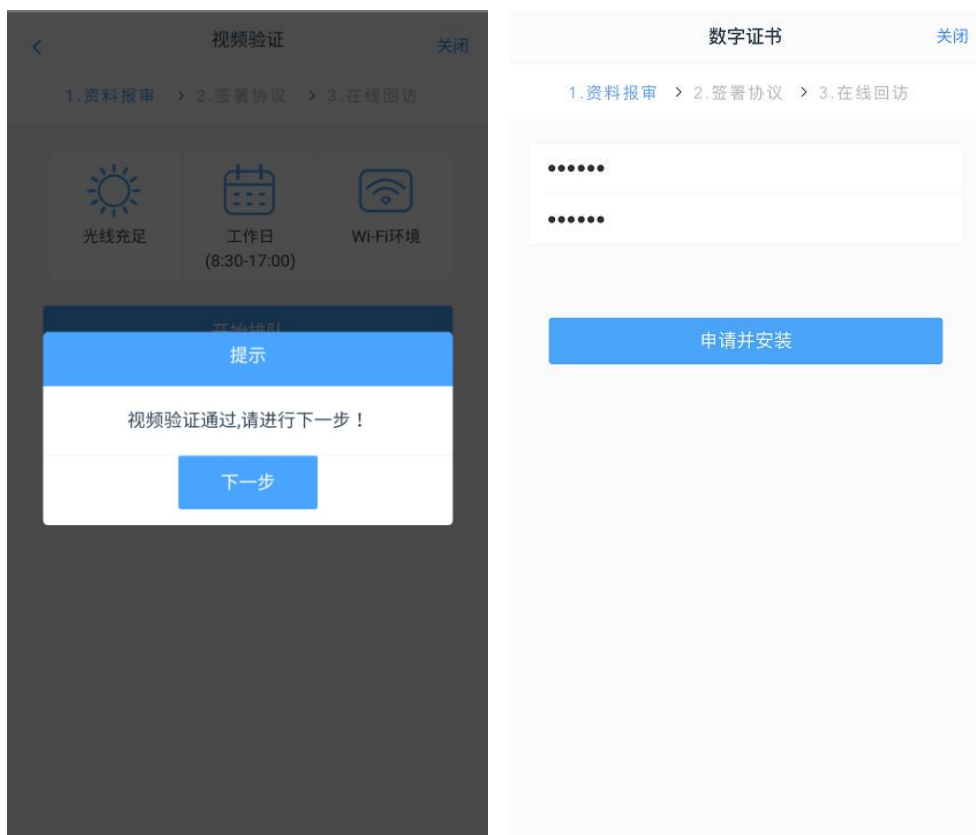 视频验证
关闭
1.资料报审 > 2.签署协议 > 3.在线回访
光线充足
工作日
(8:30-17:00)
Wi-Fi环境
开始排队
提示
视频验证通过,请进行下一步！
下一步
数字证书
关闭
1.资料报审 > 2.签署协议 > 3.在线回访
••••••
••••••
申请并安装